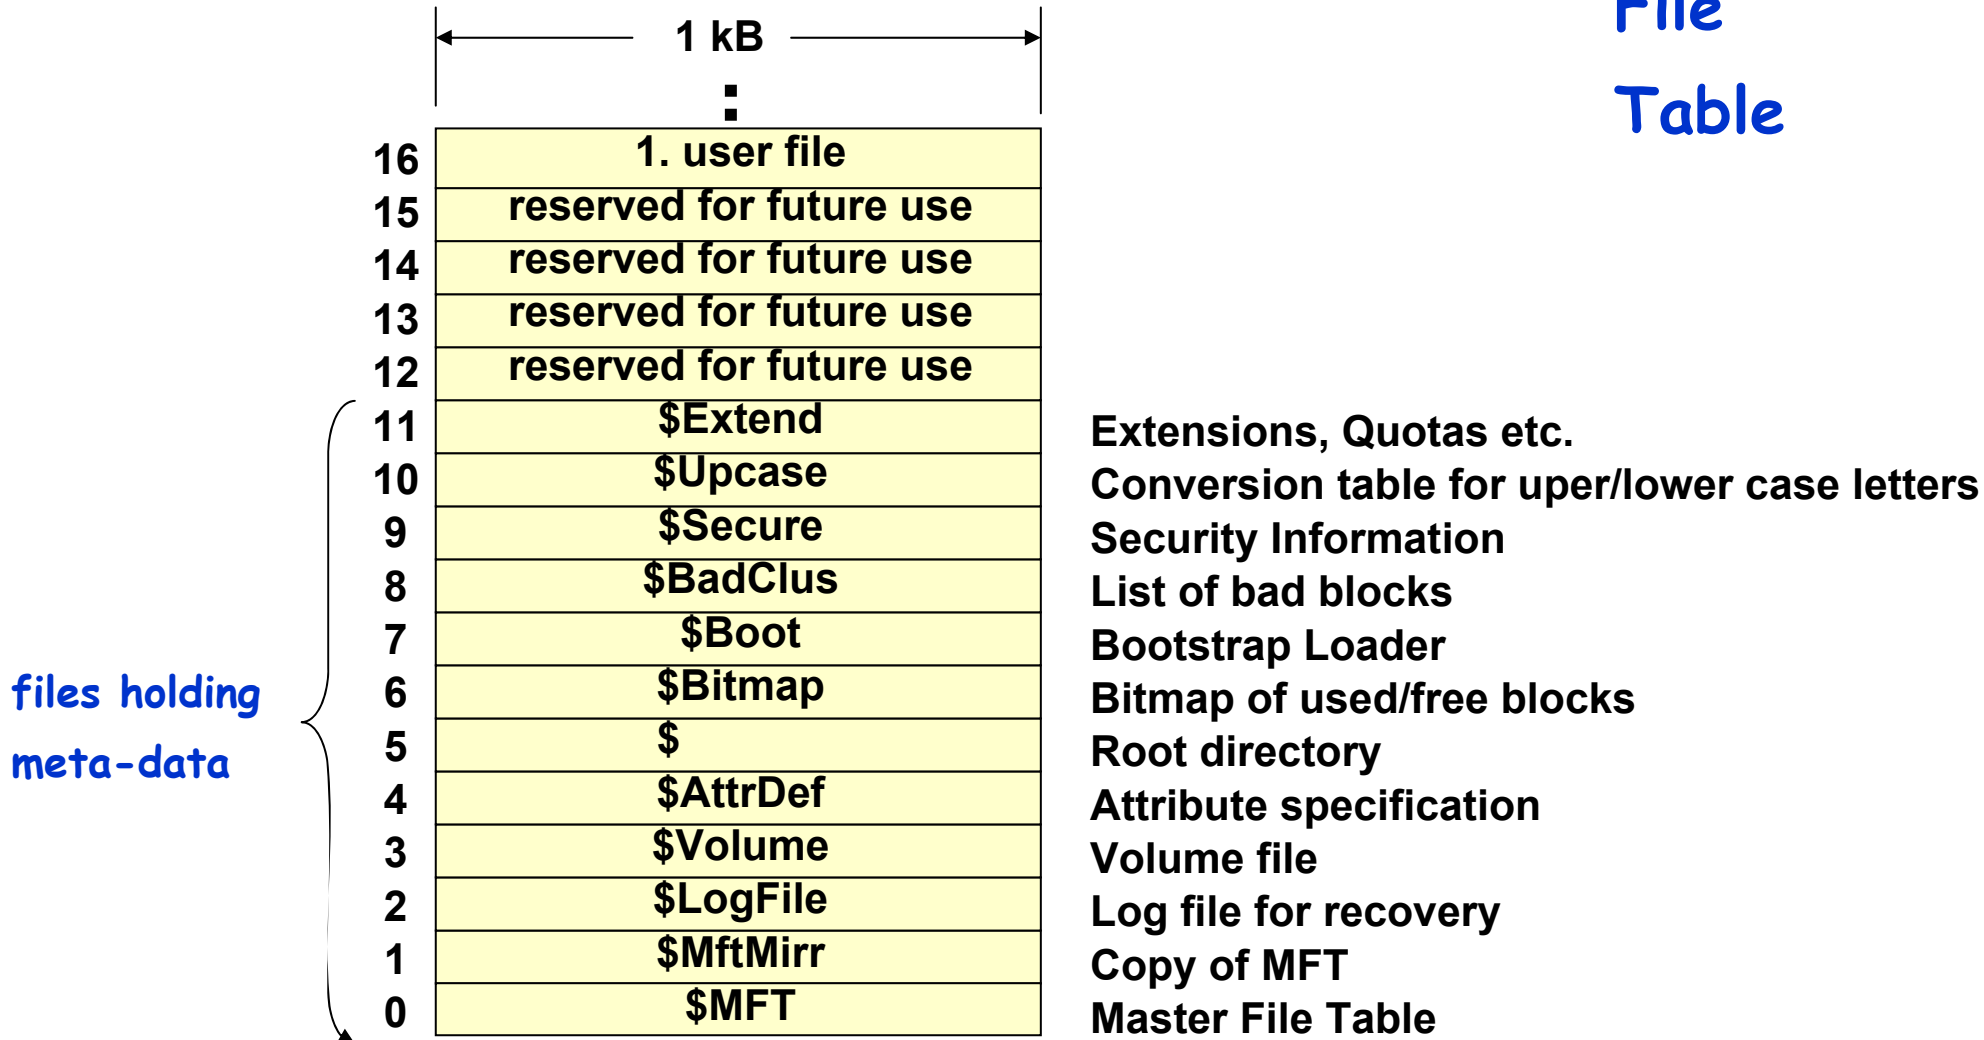 File
Table
1 kB
:
16 1. user file
15 reserved for future use
14 reserved for future use
13 reserved for future use
12 reserved for future use
11 $Extend Extensions, Quotas etc.
10 $Upcase Conversion table for uper/lower case letters
9 $Secure Security Information
8 $BadClus List of bad blocks
7 $Boot Bootstrap Loader
6 $Bitmap Bitmap of used/free blocks
5 $ Root directory
4 $AttrDef Attribute specification
3 $Volume Volume file
2 $LogFile Log file for recovery
1 $MftMirr Copy of MFT
0 $MFT Master File Table
files holding
meta-data